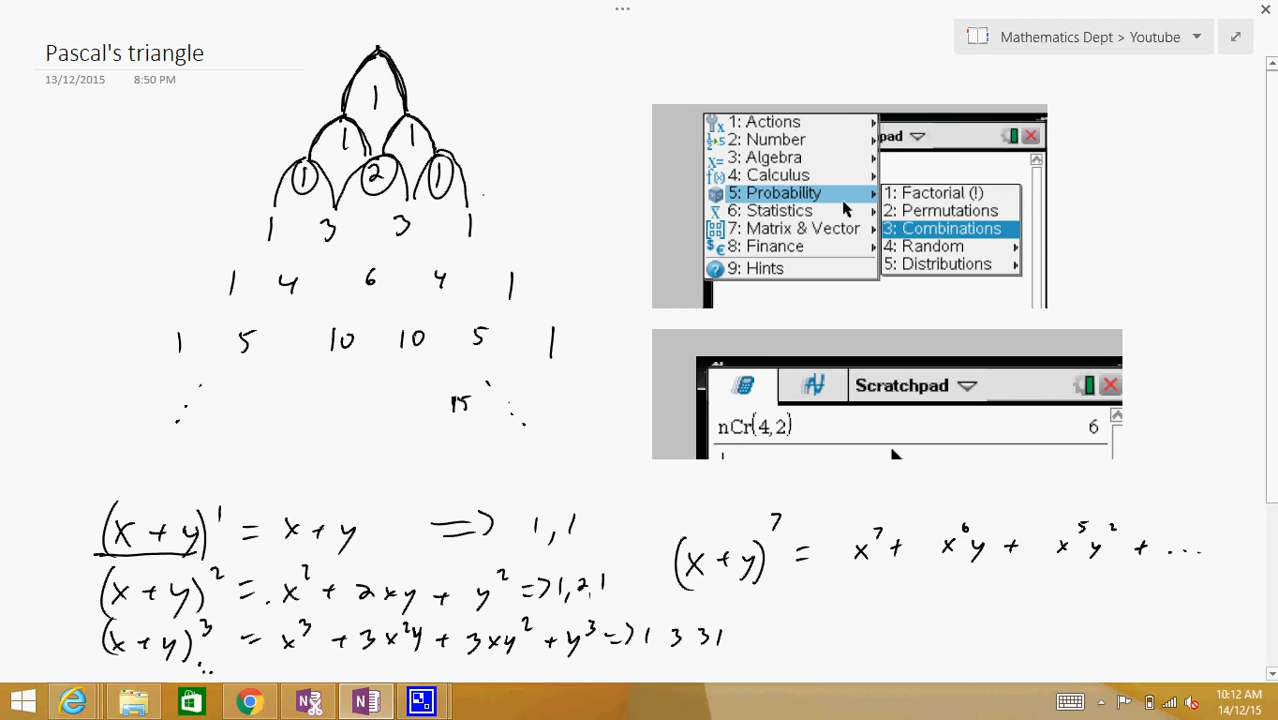 ...
Mathematics Dept > Youtube
Pascal's triangle
13/12/2015 8:50 PM
1
1 1
1 2 1
1 3 3 1
1 4 6 4 1
1 5 10 10 5 1
15
1: Actions
2: Number
3: Algebra
4: Calculus
5: Probability
6: Statistics
7: Matrix & Vector
8: Finance
9: Hints
pad
1: Factorial (!)
2: Permutations
3: Combinations
4: Random
5: Distributions
Scratchpad
nCr(4,2) 6
(x + y)¹ = x + y => 1, 1
(x + y)² = x² + 2xy + y² => 1, 2, 1
(x + y)³ = x³ + 3x²y + 3xy² + y³ => 1 3 3 1
(x + y)⁷ = x⁷ + x⁶y + x⁵y² + ...
10:12 AM
14/12/15